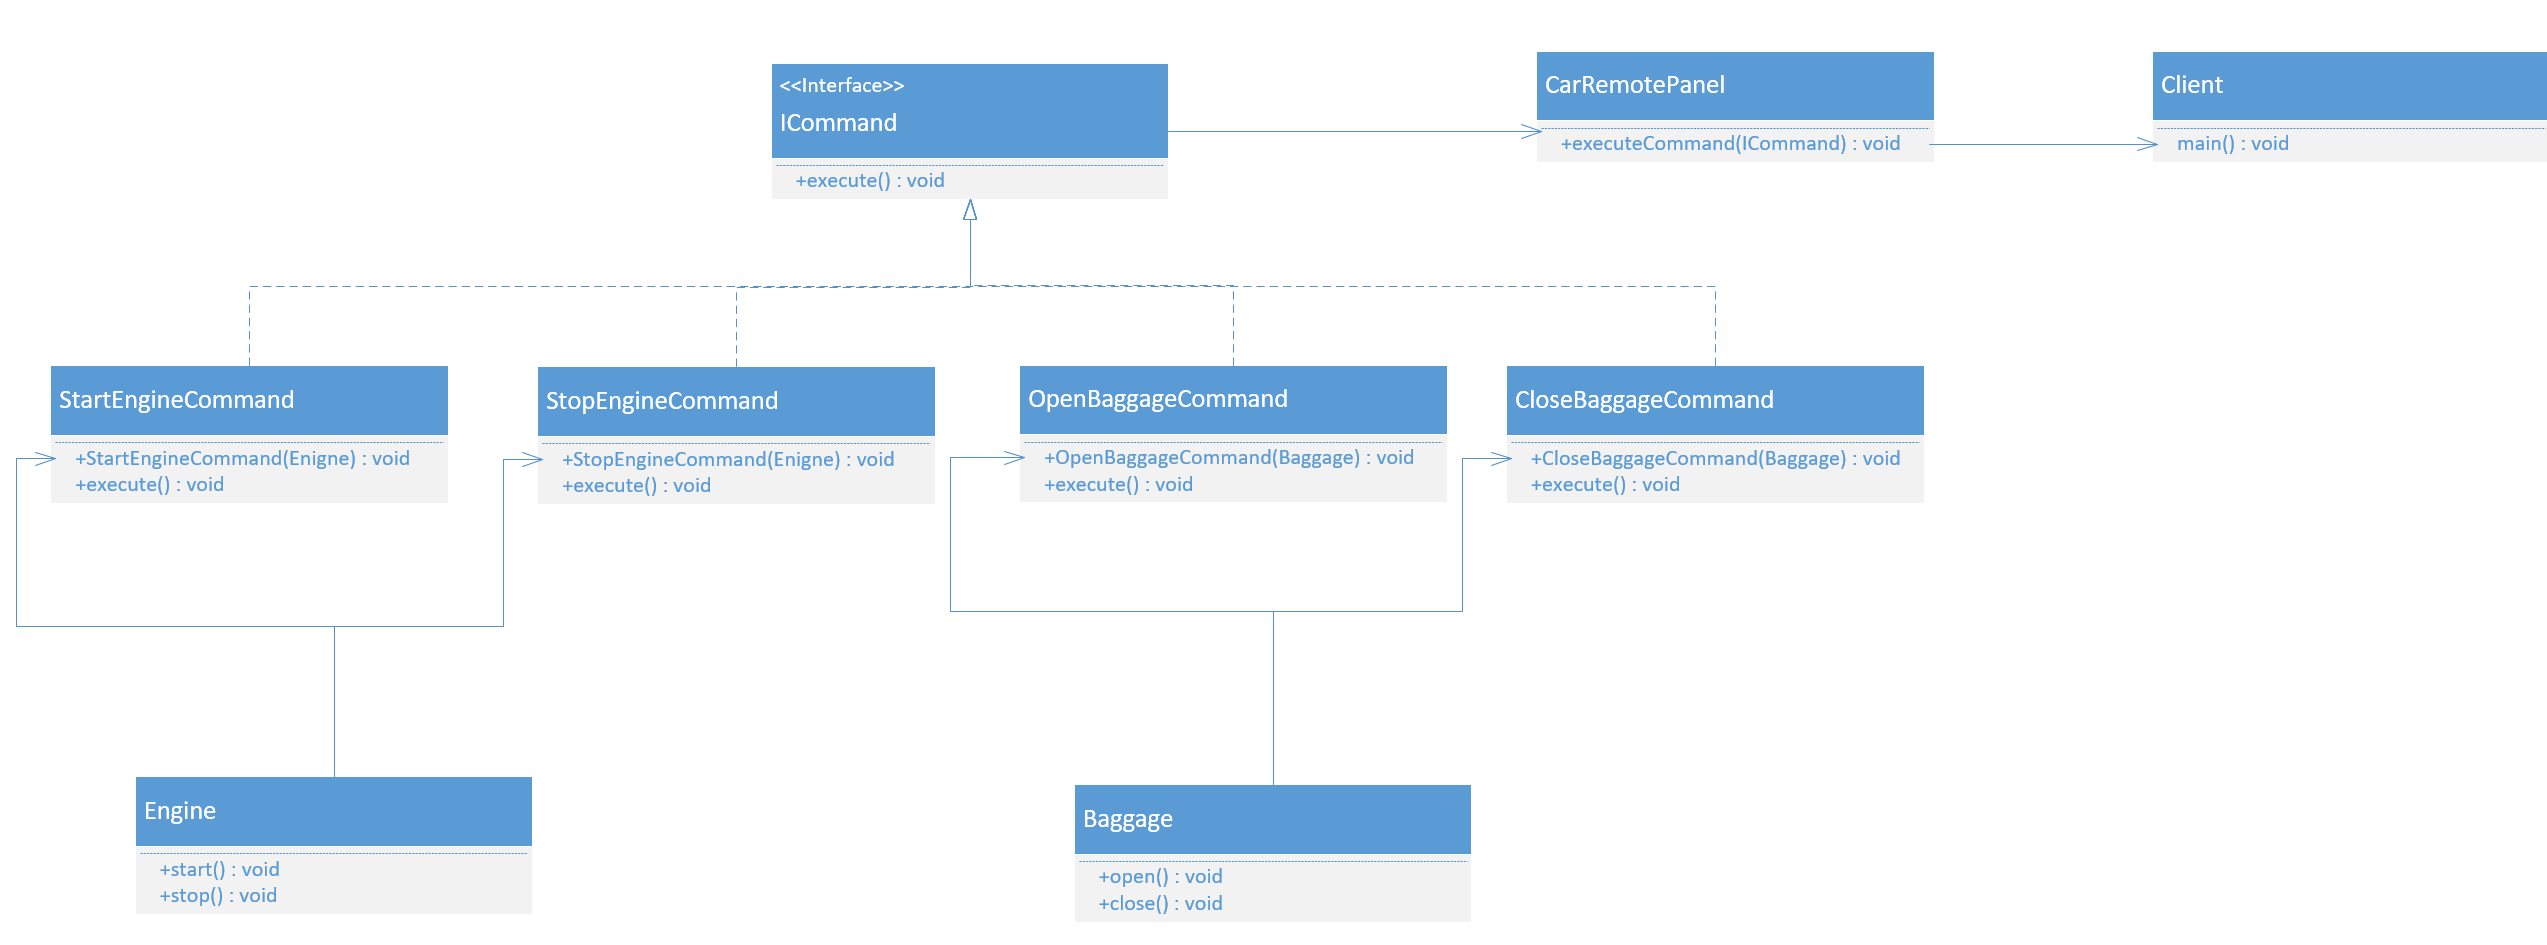 <<Interface>>
ICommand
+execute() : void
CarRemotePanel
+executeCommand(ICommand) : void
Client
main() : void
StartEngineCommand
+StartEngineCommand(Enigne) : void
+execute() : void
StopEngineCommand
+StopEngineCommand(Enigne) : void
+execute() : void
OpenBaggageCommand
+OpenBaggageCommand(Baggage) : void
+execute() : void
CloseBaggageCommand
+CloseBaggageCommand(Baggage) : void
+execute() : void
Engine
+start() : void
+stop() : void
Baggage
+open() : void
+close() : void